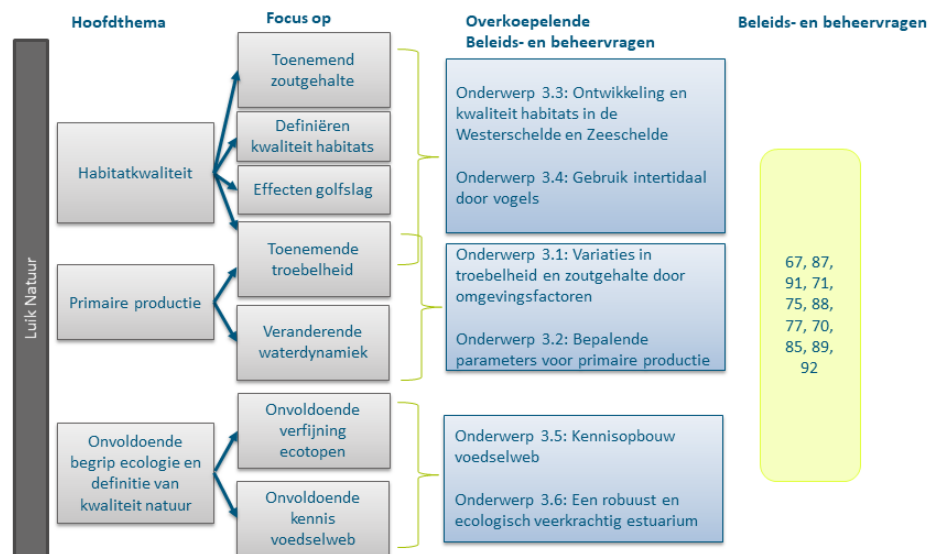 Hoofdthema
Focus op
Overkoepelende
Beleids- en beheervragen
Beleids- en beheervragen
Luik Natuur
Habitatkwaliteit
Toenemend
zoutgehalte
Definiëren
kwaliteit habitats
Effecten golfslag
Toenemende
troebelheid
Onderwerp 3.3: Ontwikkeling en
kwaliteit habitats in de
Westerschelde en Zeeschelde
Onderwerp 3.4: Gebruik intertidaal
door vogels
Primaire productie
Veranderende
waterdynamiek
Onderwerp 3.1: Variaties in
troebelheid en zoutgehalte door
omgevingsfactoren
Onderwerp 3.2: Bepalende
parameters voor primaire productie
Onvoldoende
begrip ecologie en
definitie van
kwaliteit natuur
Onvoldoende
verfijning
ecotopen
Onvoldoende
kennis
voedselweb
Onderwerp 3.5: Kennisopbouw
voedselweb
Onderwerp 3.6: Een robuust en
ecologisch veerkrachtig estuarium
67, 87,
91, 71,
75, 88,
77, 70,
85, 89,
92